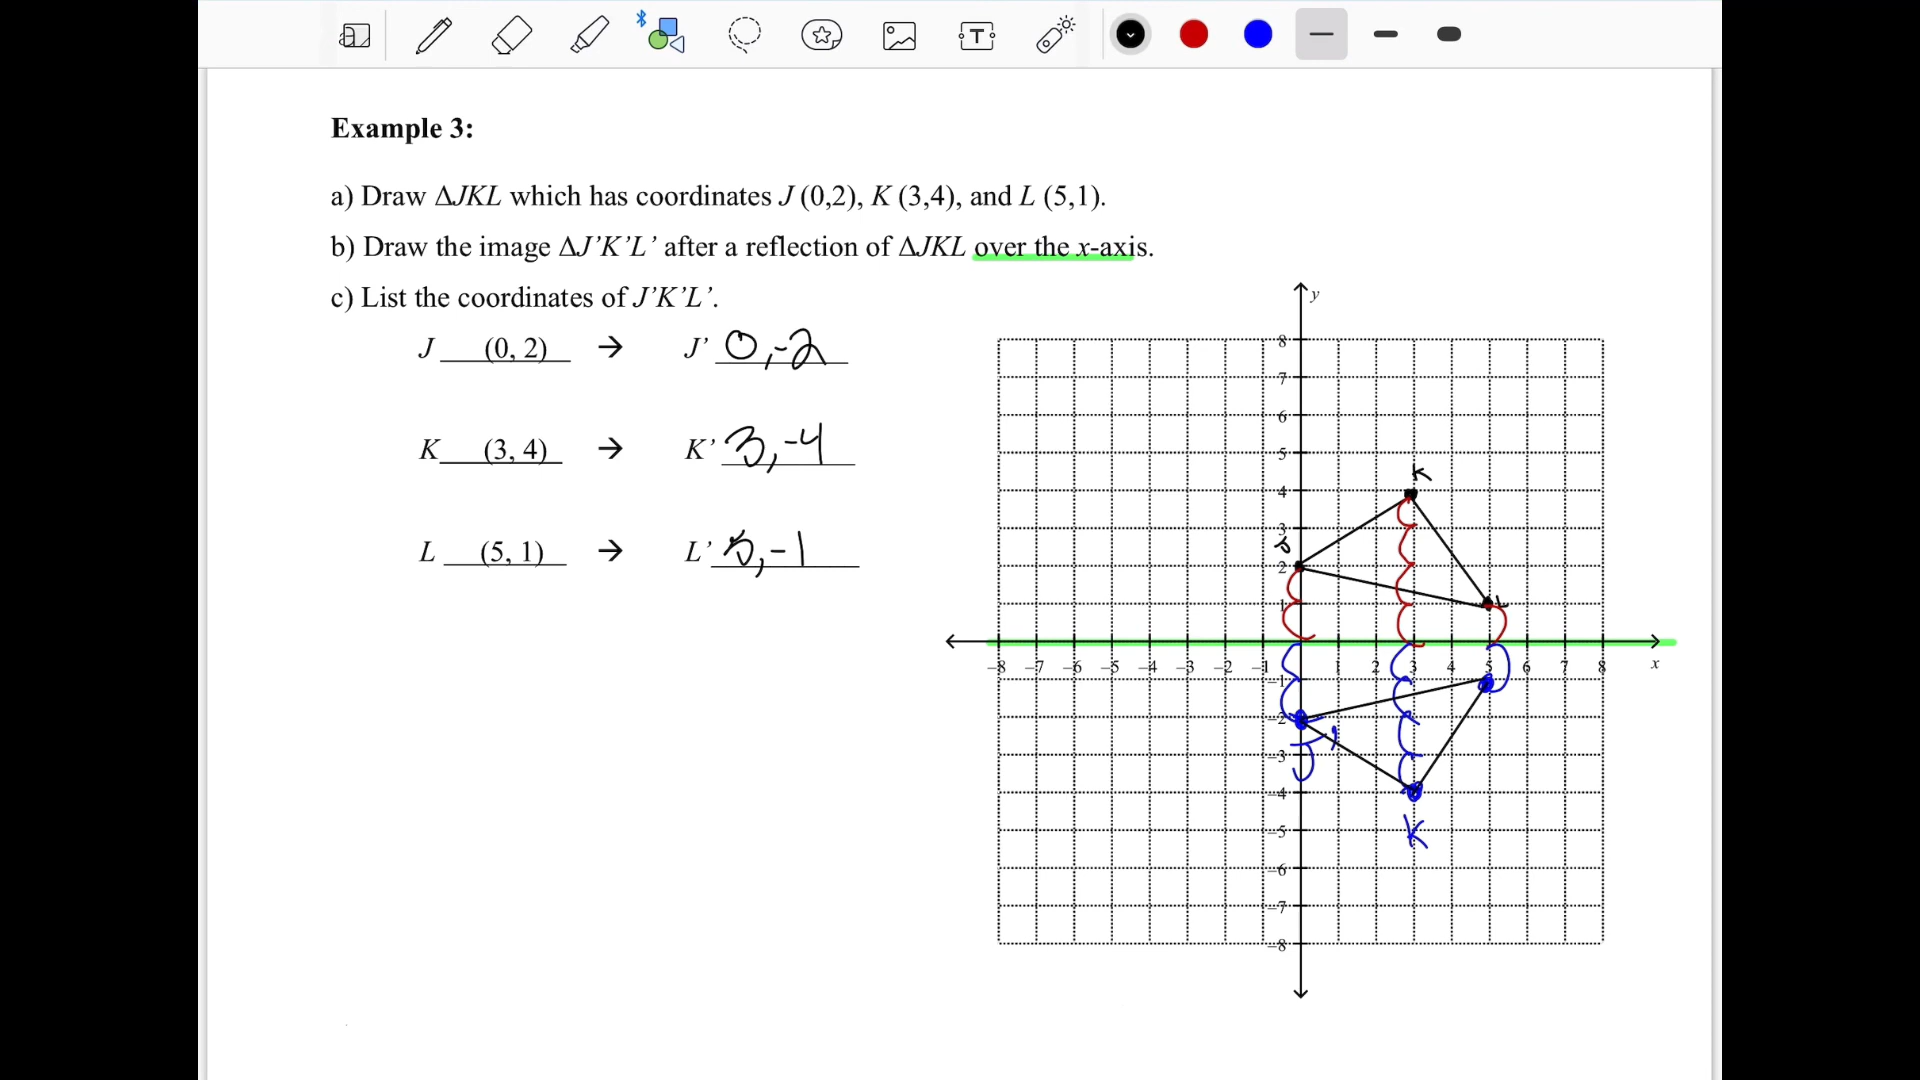 Example 3:
a) Draw ΔJKL which has coordinates J (0,2), K (3,4), and L (5,1).
b) Draw the image ΔJ’K’L’ after a reflection of ΔJKL over the x-axis.
c) List the coordinates of J’K’L’.
J (0, 2) → J’ 0,-2
K (3, 4) → K’ 3,-4
L (5, 1) → L’ 5,-1
y
8
7
6
5
K
4
3
J
2
L
1
–8 –7 –6 –5 –4 –3 –2 –1 1 2 3 4 5 6 7 8 x
–1
–2
J'
–3
–4
K
–5
–6
–7
–8